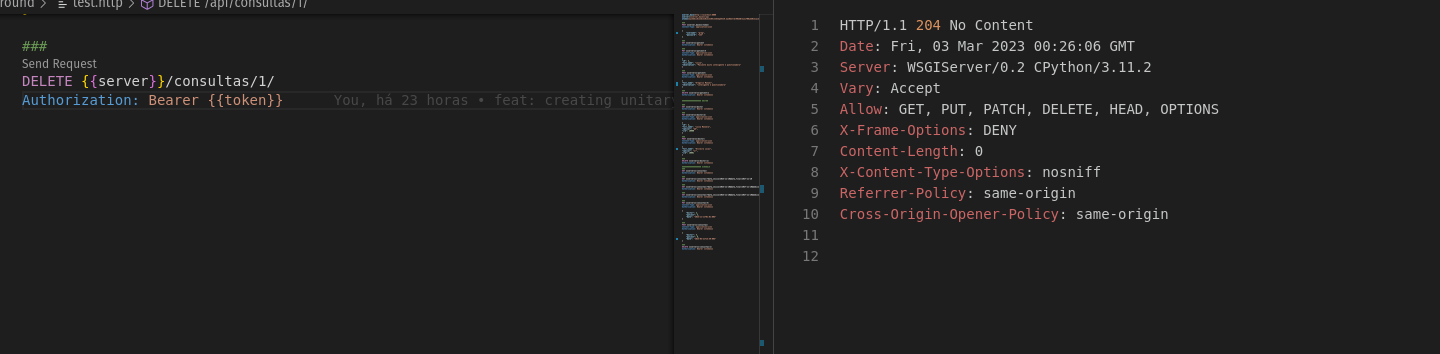 round > test.http > DELETE /api/consultas/1/
###
Send Request
DELETE {{server}}/consultas/1/
Authorization: Bearer {{token}} You, há 23 horas • feat: creating unitar
1 HTTP/1.1 204 No Content
2 Date: Fri, 03 Mar 2023 00:26:06 GMT
3 Server: WSGIServer/0.2 CPython/3.11.2
4 Vary: Accept
5 Allow: GET, PUT, PATCH, DELETE, HEAD, OPTIONS
6 X-Frame-Options: DENY
7 Content-Length: 0
8 X-Content-Type-Options: nosniff
9 Referrer-Policy: same-origin
10 Cross-Origin-Opener-Policy: same-origin
11
12